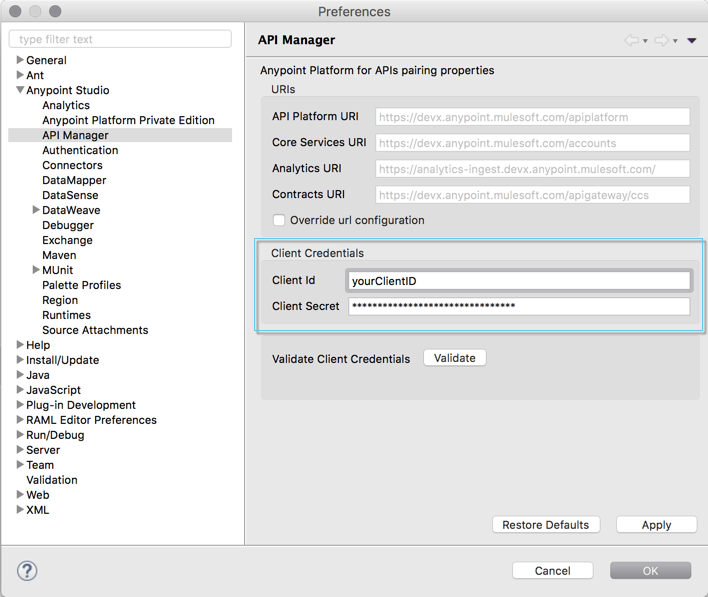 Preferences
type filter text
General
Ant
Anypoint Studio
Analytics
Anypoint Platform Private Edition
API Manager
Authentication
Connectors
DataMapper
DataSense
DataWeave
Debugger
Exchange
Maven
MUnit
Palette Profiles
Region
Runtimes
Source Attachments
Help
Install/Update
Java
JavaScript
Plug-in Development
RAML Editor Preferences
Run/Debug
Server
Team
Validation
Web
XML
API Manager
Anypoint Platform for APIs pairing properties
URIs
API Platform URI https://devx.anypoint.mulesoft.com/apiplatform
Core Services URI https://devx.anypoint.mulesoft.com/accounts
Analytics URI https://analytics-ingest.devx.anypoint.mulesoft.com/
Contracts URI https://devx.anypoint.mulesoft.com/apigateway/ccs
Override url configuration
Client Credentials
Client Id yourClientID
Client Secret ********************************
Validate Client Credentials Validate
Restore Defaults Apply
? Cancel OK